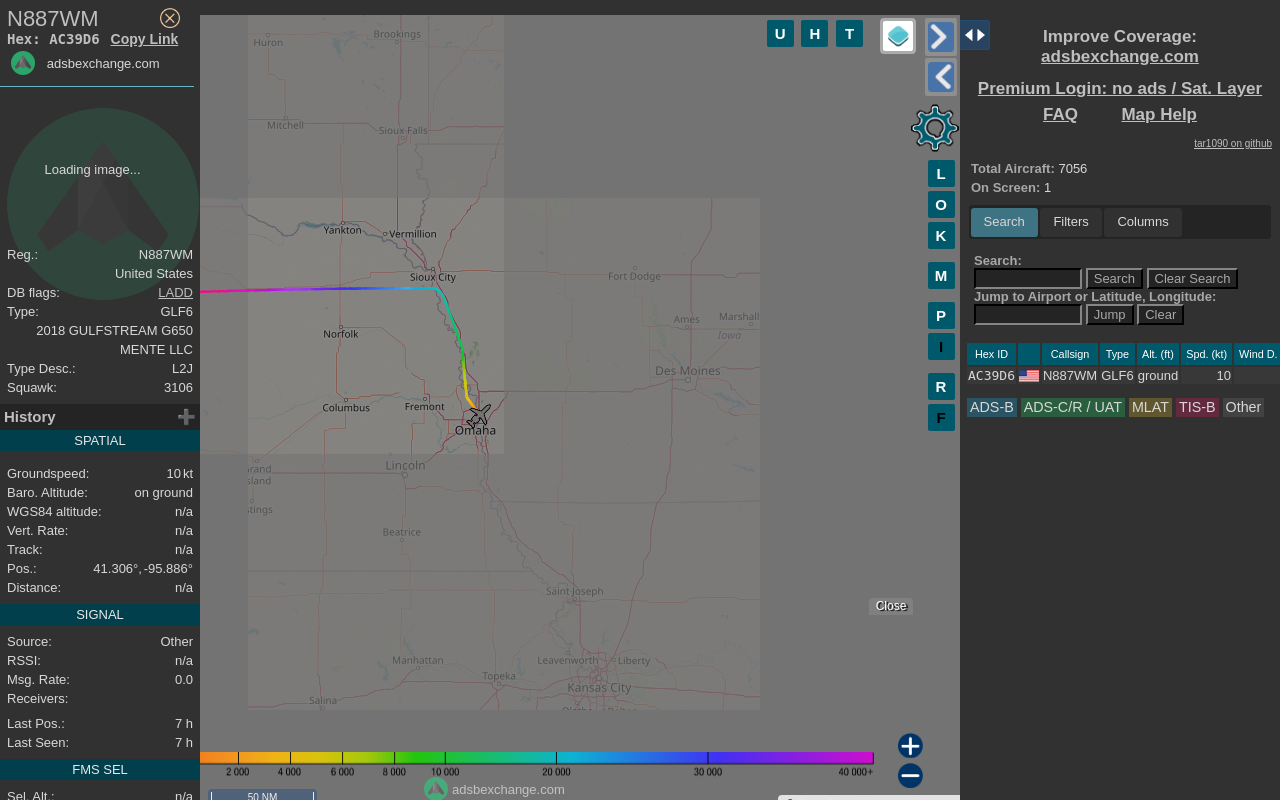 N887WM
Hex: AC39D6 Copy Link
adsbexchange.com
Loading image...
Reg.: N887WM
United States
DB flags: LADD
Type: GLF6
2018 GULFSTREAM G650
MENTE LLC
Type Desc.: L2J
Squawk: 3106
History
SPATIAL
Groundspeed: 10 kt
Baro. Altitude: on ground
WGS84 altitude: n/a
Vert. Rate: n/a
Track: n/a
Pos.: 41.306°, -95.886°
Distance: n/a
SIGNAL
Source: Other
RSSI: n/a
Msg. Rate: 0.0
Receivers:
Last Pos.: 7 h
Last Seen: 7 h
FMS SEL
Sel. Alt.: n/a
Huron
Brookings
Mitchell
Sioux Falls
Yankton
Vermillion
Sioux City
Fort Dodge
Norfolk
Ames
Marshall
Iowa
Des Moines
Columbus
Fremont
Omaha
Lincoln
Beatrice
Saint Joseph
Manhattan
Leavenworth
Liberty
Topeka
Kansas City
Salina
U H T
L
O
K
M
P
I
R
F
Close
2 000 4 000 6 000 8 000 10 000 20 000 30 000 40 000+
adsbexchange.com
50 NM
Improve Coverage:
adsbexchange.com
Premium Login: no ads / Sat. Layer
FAQ Map Help
tar1090 on github
Total Aircraft: 7056
On Screen: 1
Search Filters Columns
Search:
Search Clear Search
Jump to Airport or Latitude, Longitude:
Jump Clear
Hex ID Callsign Type Alt. (ft) Spd. (kt) Wind D.
AC39D6 N887WM GLF6 ground 10
ADS-B ADS-C/R / UAT MLAT TIS-B Other